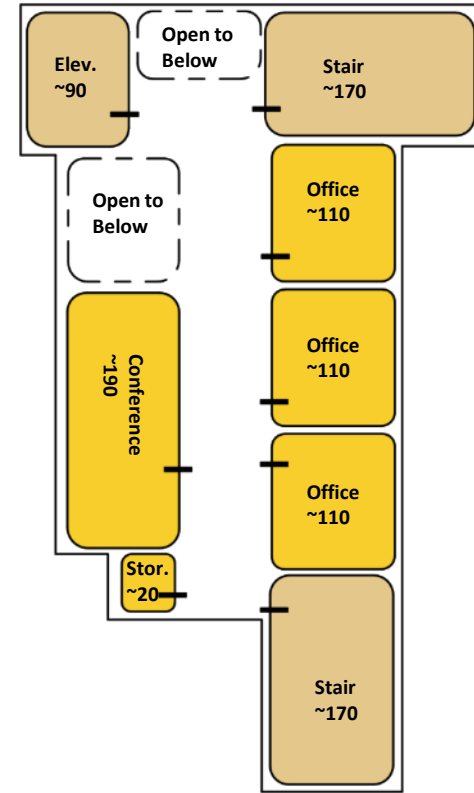 Elev.
~90
Open to
Below
Stair
~170
Open to
Below
Office
~110
Conference
~190
Office
~110
Office
~110
Stor.
~20
Stair
~170